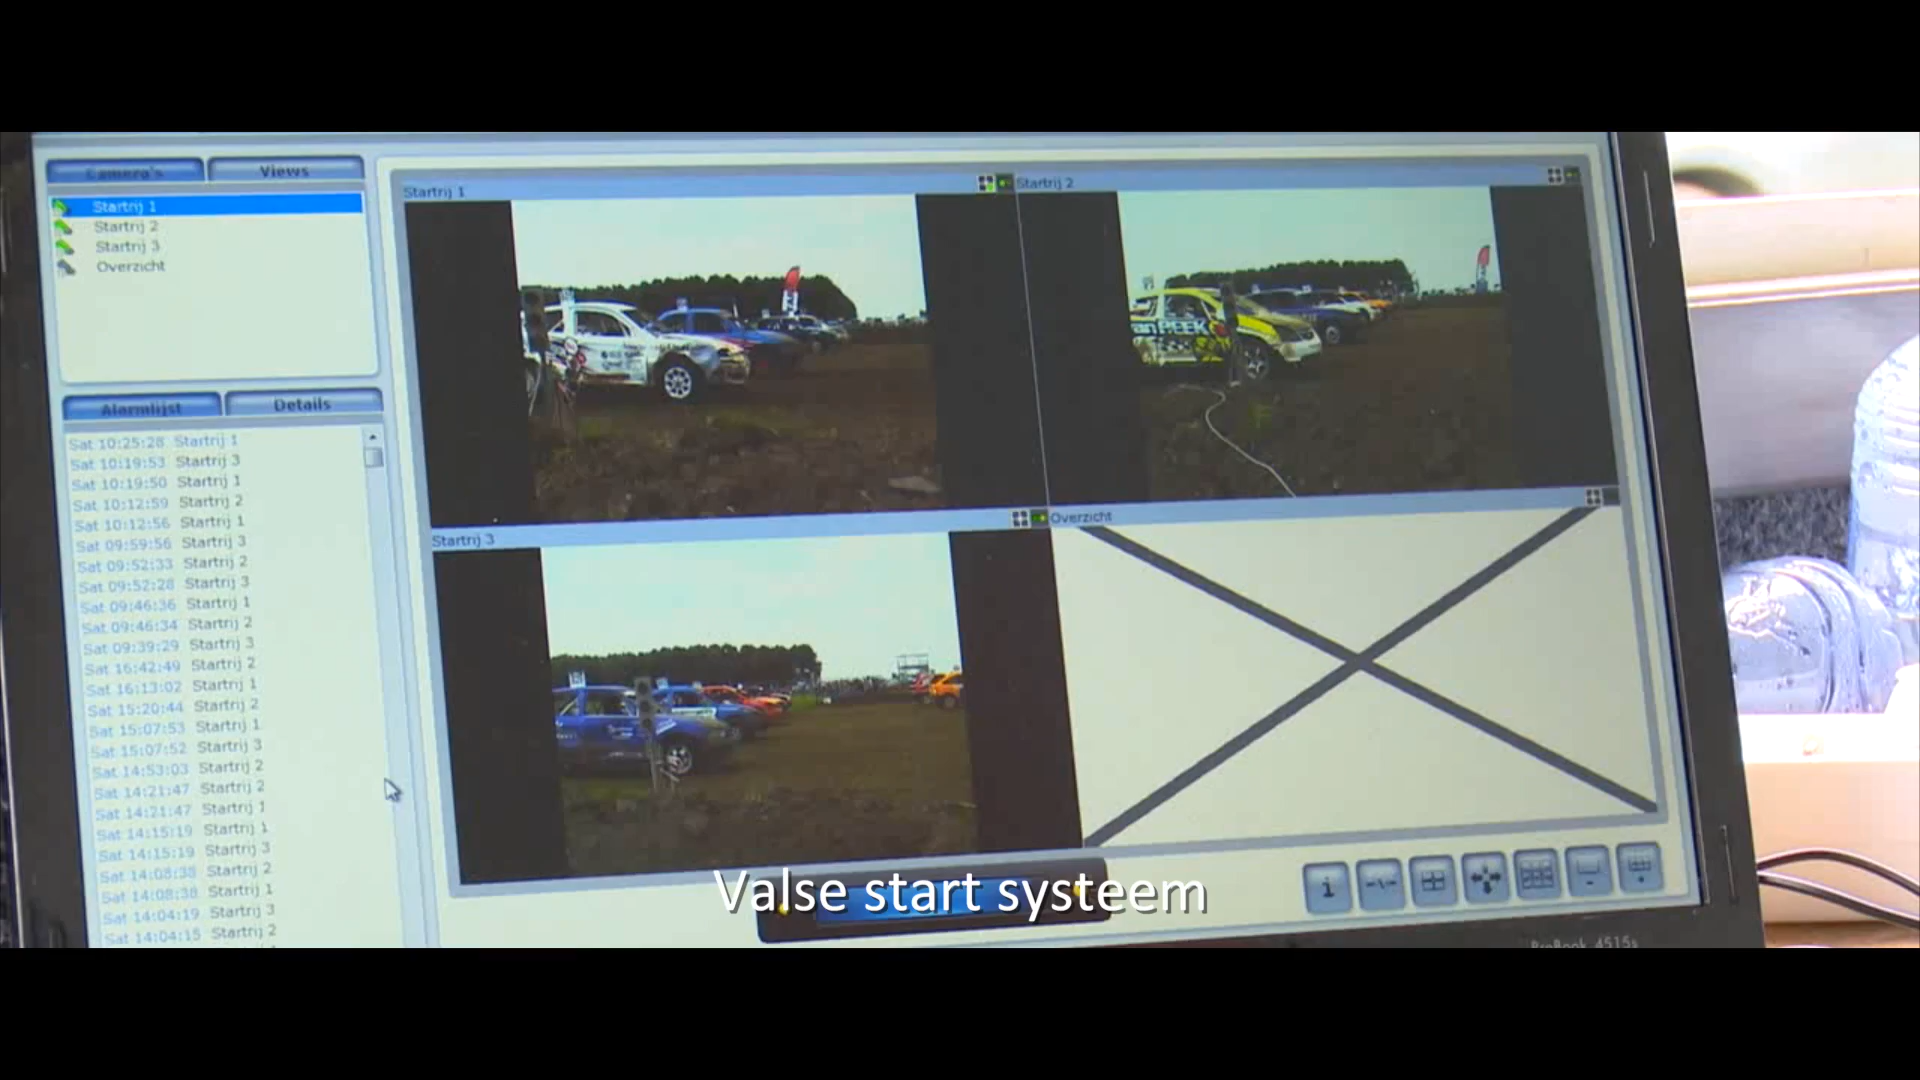 Camera's Views
Startrij 1
Startrij 2
Startrij 3
Overzicht
Alarmlijst Details
Sat 10:25:28 Startrij 1
Sat 10:19:53 Startrij 3
Sat 10:19:50 Startrij 1
Sat 10:12:59 Startrij 2
Sat 10:12:56 Startrij 1
Sat 09:59:56 Startrij 3
Sat 09:52:33 Startrij 2
Sat 09:52:28 Startrij 3
Sat 09:46:36 Startrij 1
Sat 09:46:34 Startrij 2
Sat 09:39:29 Startrij 3
Sat 16:42:49 Startrij 2
Sat 16:13:02 Startrij 1
Sat 15:20:44 Startrij 2
Sat 15:07:53 Startrij 1
Sat 15:07:52 Startrij 3
Sat 14:53:03 Startrij 2
Sat 14:21:47 Startrij 2
Sat 14:21:47 Startrij 1
Sat 14:15:19 Startrij 1
Sat 14:15:19 Startrij 3
Sat 14:08:38 Startrij 2
Sat 14:08:38 Startrij 1
Sat 14:04:19 Startrij 3
Sat 14:04:15 Startrij 2
Startrij 1
Startrij 2
van PEEK
Startrij 3
Overzicht
Valse start systeem
ProBook 4515s